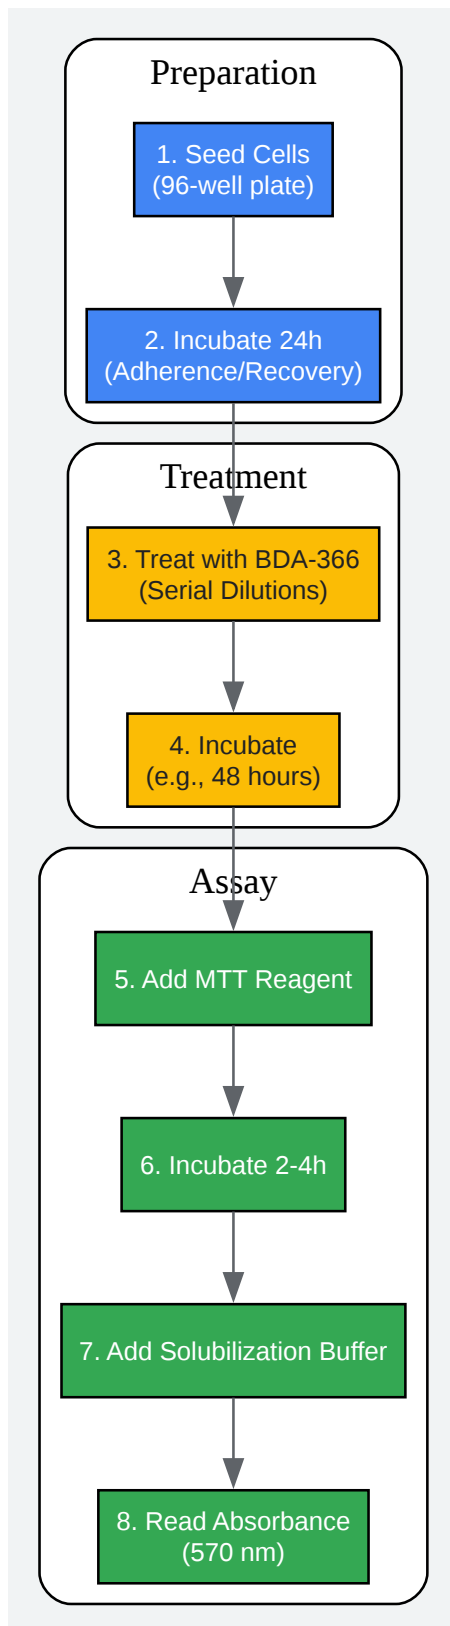 Preparation
1. Seed Cells
(96-well plate)
2. Incubate 24h
(Adherence/Recovery)
Treatment
3. Treat with BDA-366
(Serial Dilutions)
4. Incubate
(e.g., 48 hours)
Assay
5. Add MTT Reagent
6. Incubate 2-4h
7. Add Solubilization Buffer
8. Read Absorbance
(570 nm)